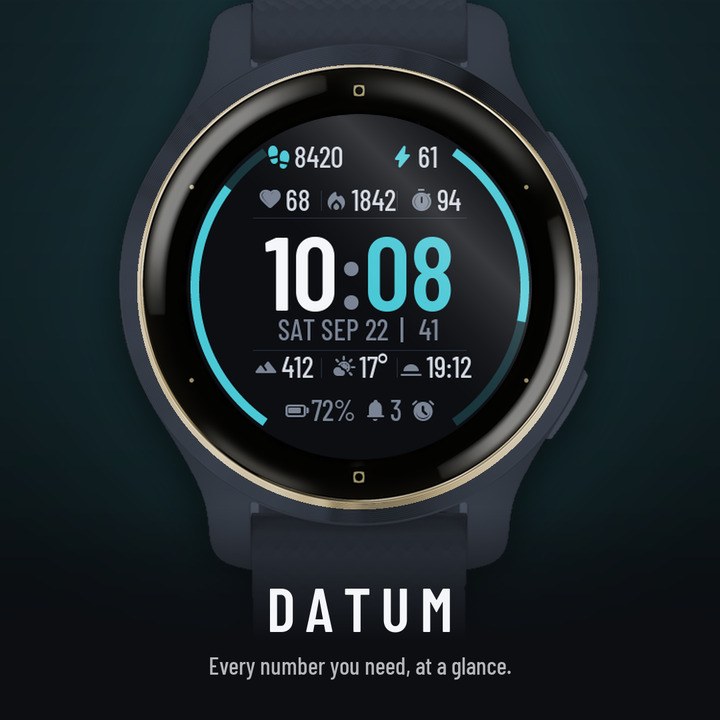 8420 61
68 1842 94
10:08
SAT SEP 22 | 41
412 17° 19:12
72% 3
DATUM
Every number you need, at a glance.